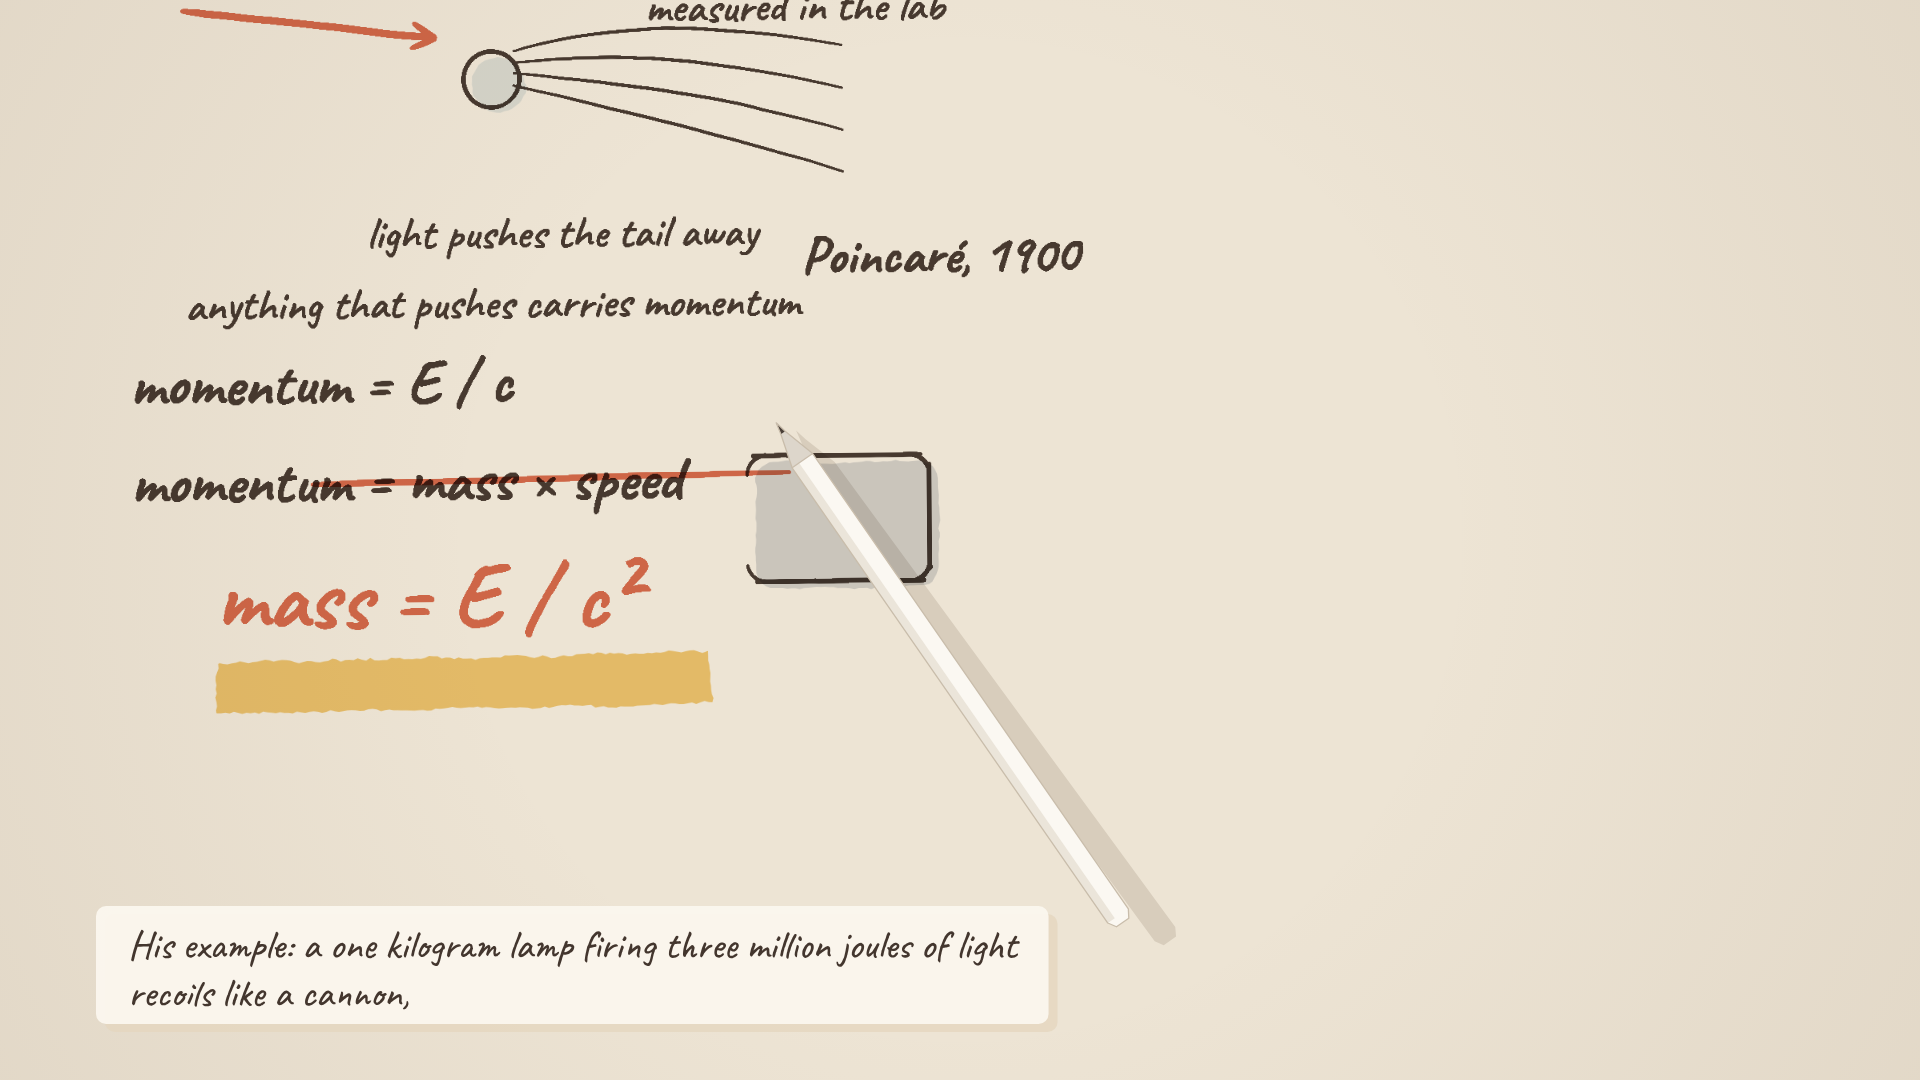 measured in the lab
light pushes the tail away
Poincaré, 1900
anything that pushes carries momentum
momentum = E / c
momentum = mass × speed
mass = E / c²
His example: a one kilogram lamp firing three million joules of light
recoils like a cannon,